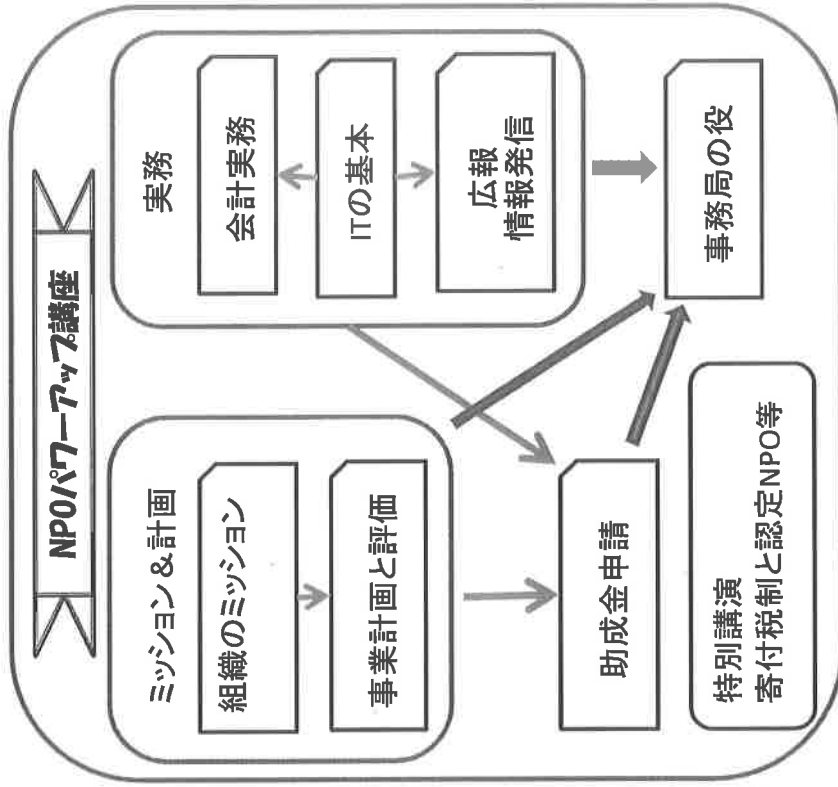 NPOパワーアップ講座
ミッション&計画
組織のミッション
事業計画と評価
実務
会計実務
ITの基本
広報
情報発信
助成金申請
事務局の役
特別講演
寄付税制と認定NPO等